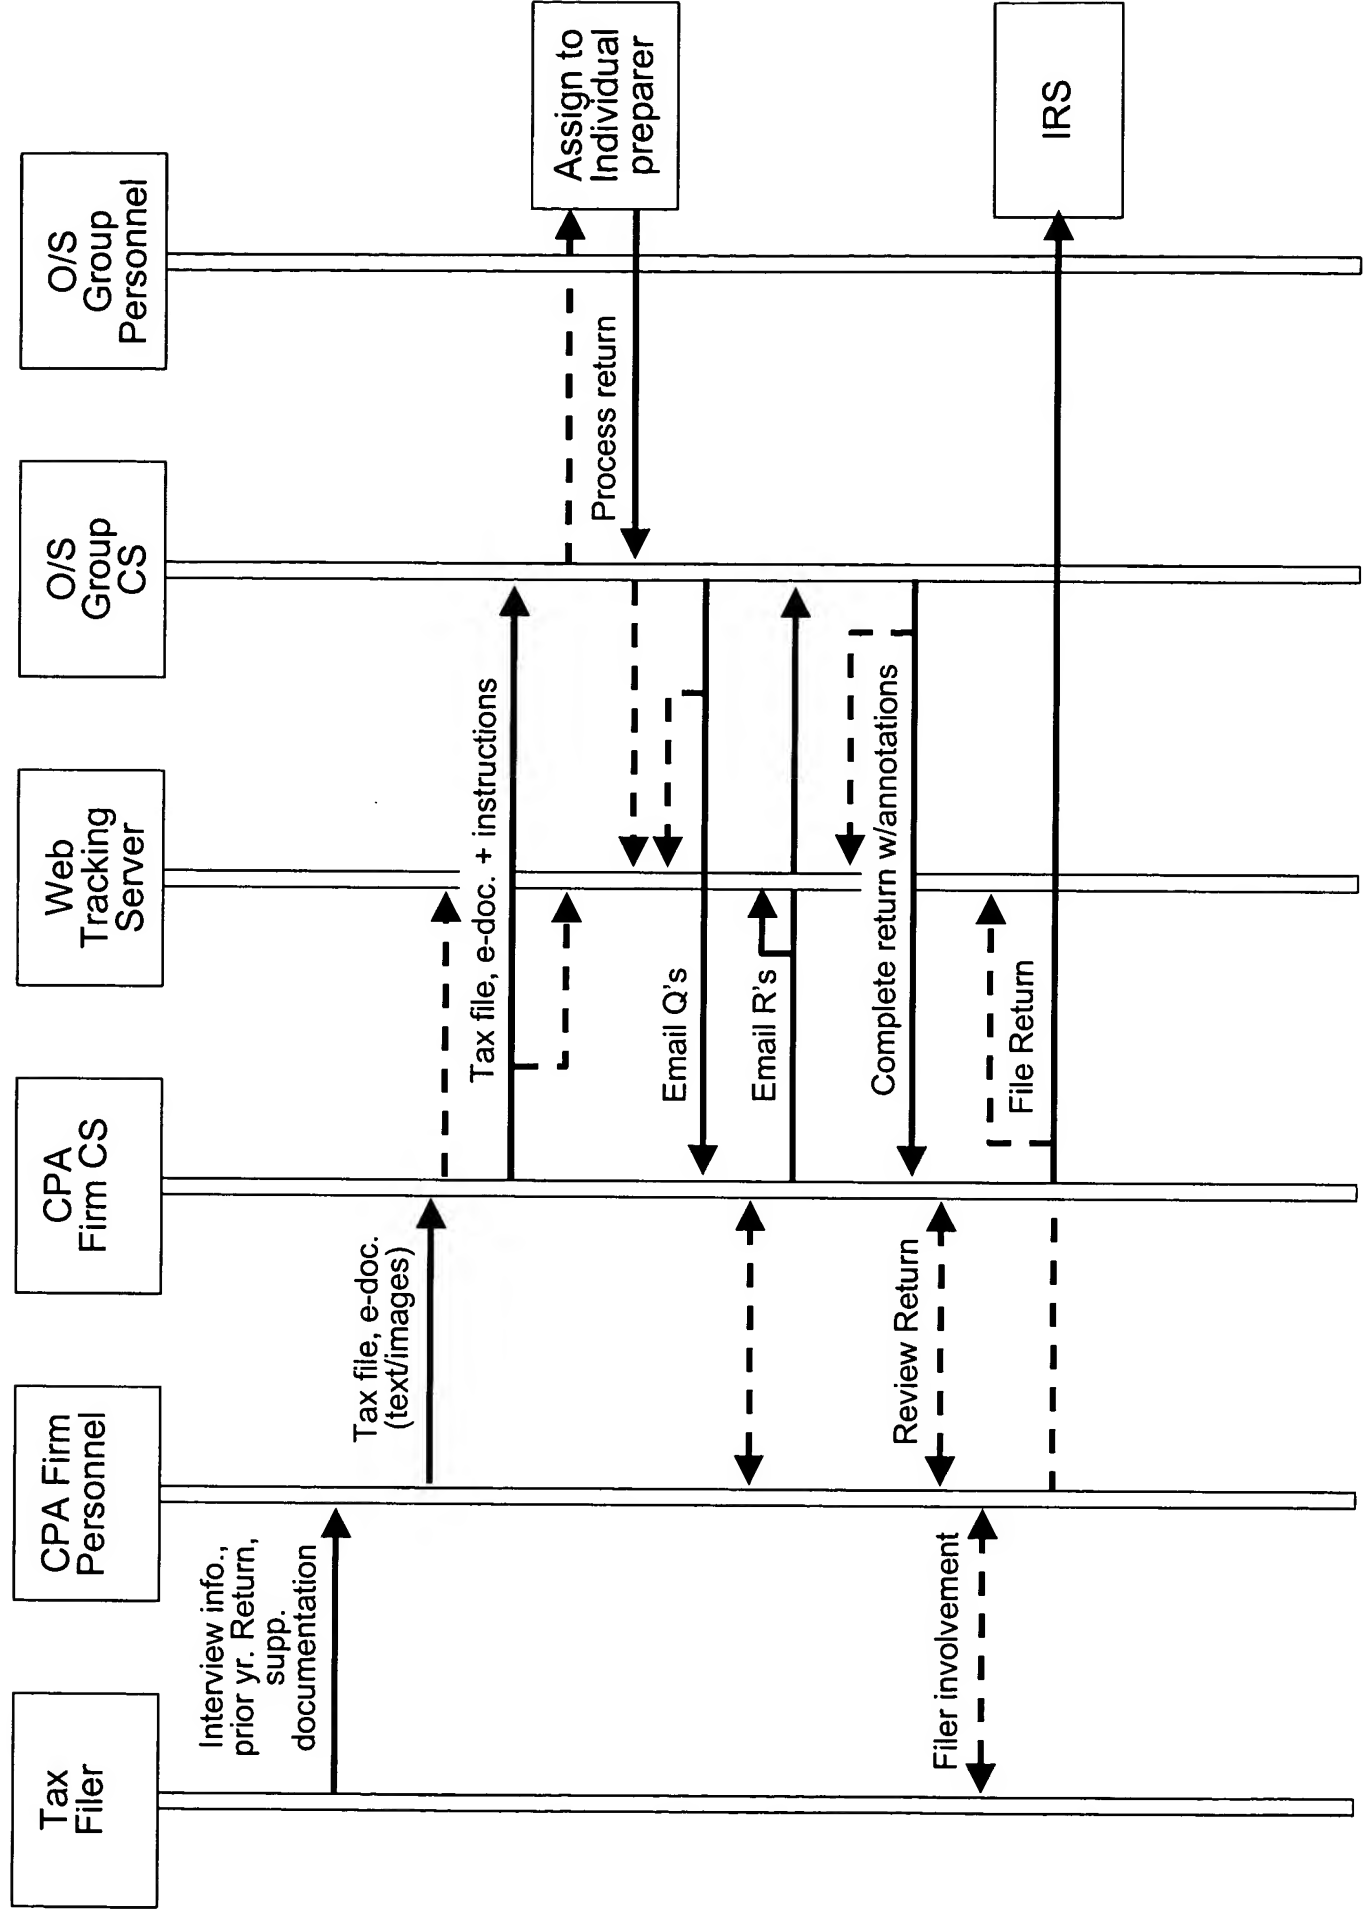 Tax
Filer
CPA Firm
Personnel
CPA
Firm CS
Web
Tracking
Server
O/S
Group
CS
O/S
Group
Personnel
Interview info.,
prior yr. Return,
supp.
documentation
Tax file, e-doc.
(text/images)
Tax file, e-doc. + instructions
Assign to
Individual
preparer
Process return
Email Q's
Email R's
Complete return w/annotations
Review Return
Filer involvement
File Return
IRS